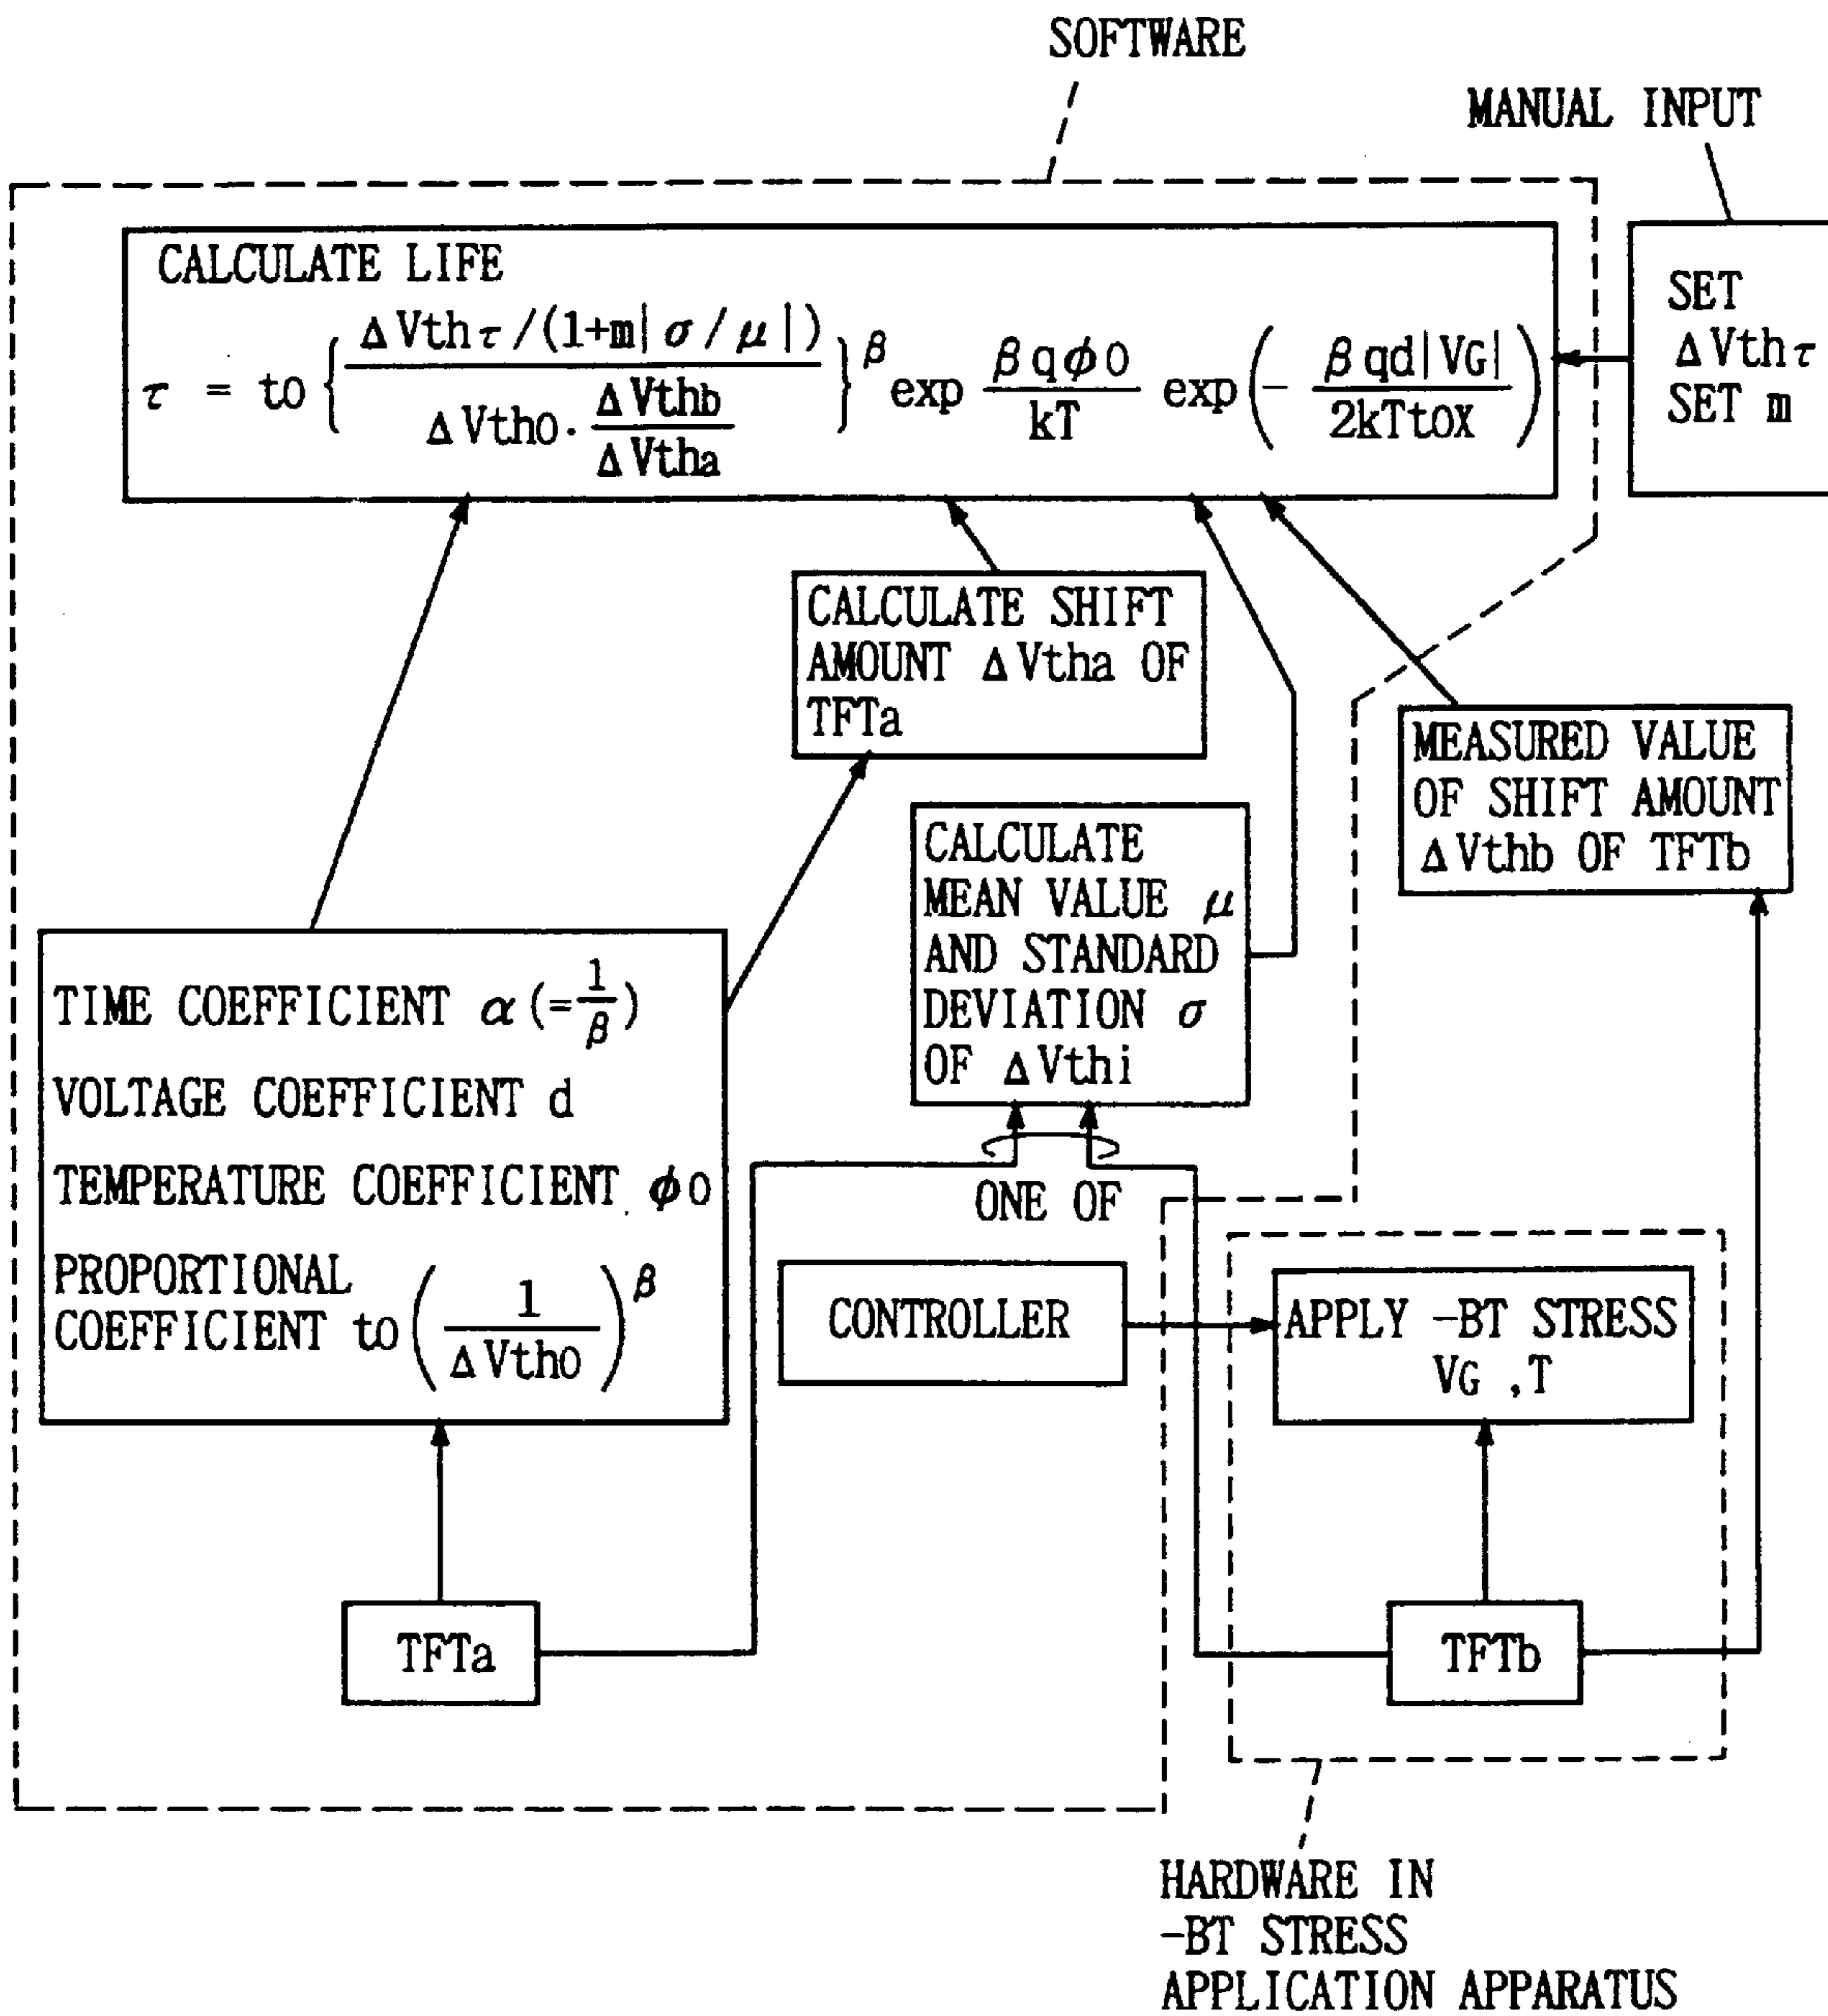 SOFTWARE
MANUAL INPUT
CALCULATE LIFE
τ = to { ΔVthτ/(1+m|σ/μ|) / ΔVtho·ΔVthb/ΔVtha }^β exp βqφ0/kT exp(- βqd|VG|/2kTtox)
SET
ΔVthτ
SET m
CALCULATE SHIFT
AMOUNT ΔVtha OF
TFTa
MEASURED VALUE
OF SHIFT AMOUNT
ΔVthb OF TFTb
CALCULATE
MEAN VALUE μ
AND STANDARD
DEVIATION σ
OF ΔVthi
TIME COEFFICIENT α(=1/β)
VOLTAGE COEFFICIENT d
TEMPERATURE COEFFICIENT φ0
PROPORTIONAL
COEFFICIENT to(1/ΔVtho)^β
ONE OF
CONTROLLER
APPLY -BT STRESS
VG ,T
TFTa
TFTb
HARDWARE IN
-BT STRESS
APPLICATION APPARATUS